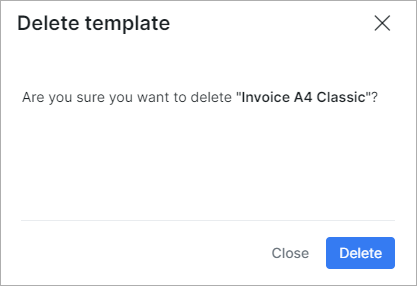 Delete template
Are you sure you want to delete "Invoice A4 Classic"?
Close
Delete